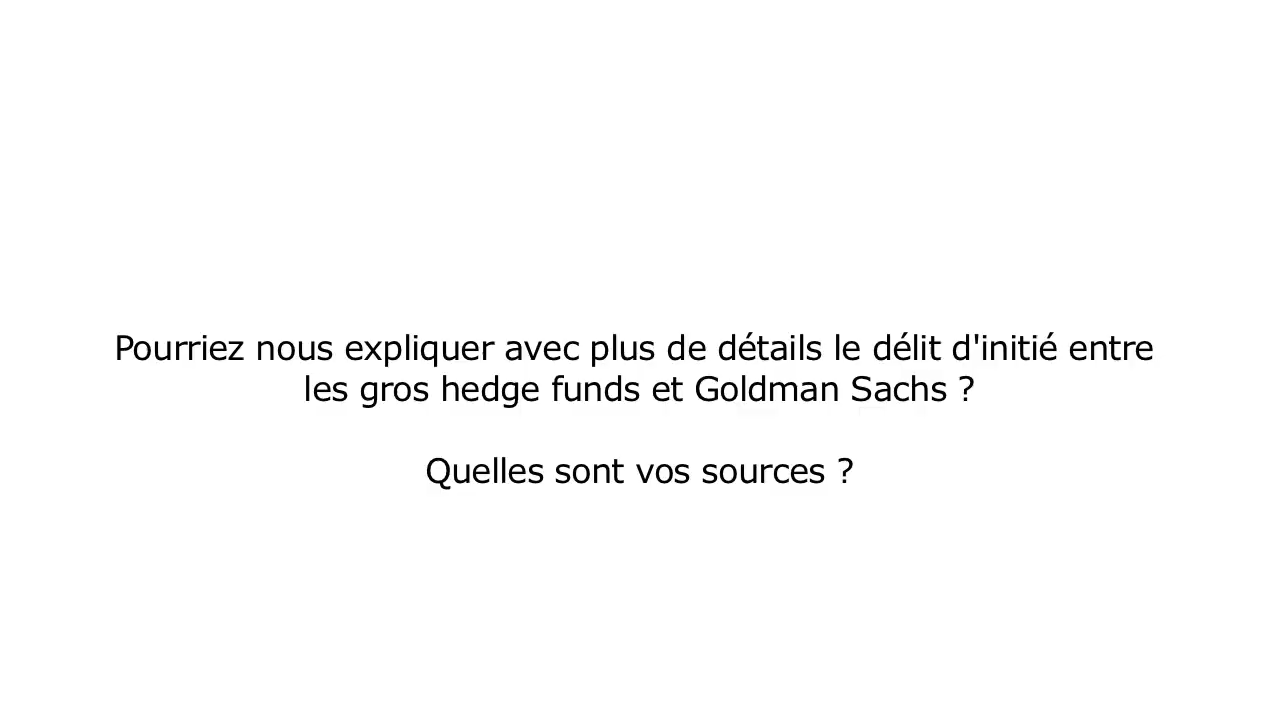 Pourriez nous expliquer avec plus de détails le délit d'initié entre
les gros hedge funds et Goldman Sachs ?
Quelles sont vos sources ?